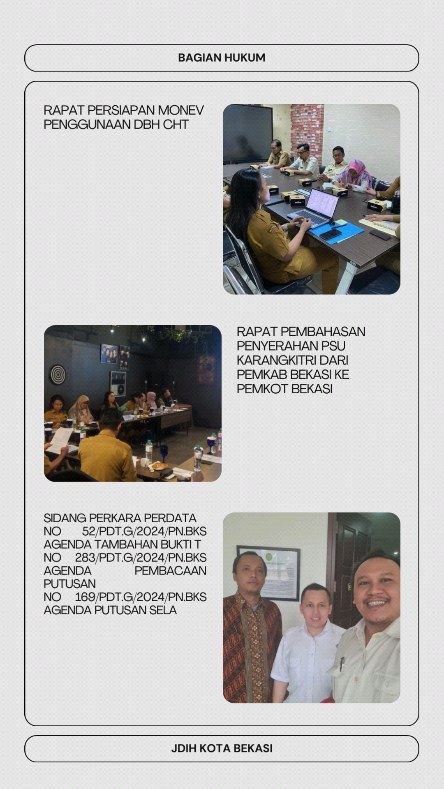 BAGIAN HUKUM
RAPAT PERSIAPAN MONEV
PENGGUNAAN DBH CHT
RAPAT PEMBAHASAN
PENYERAHAN PSU
KARANGKITRI DARI
PEMKAB BEKASI KE
PEMKOT BEKASI
SIDANG PERKARA PERDATA
NO 52/PDT.G/2024/PN.BKS
AGENDA TAMBAHAN BUKTI T
NO 283/PDT.G/2024/PN.BKS
AGENDA PEMBACAAN
PUTUSAN
NO 169/PDT.G/2024/PN.BKS
AGENDA PUTUSAN SELA
JDIH KOTA BEKASI